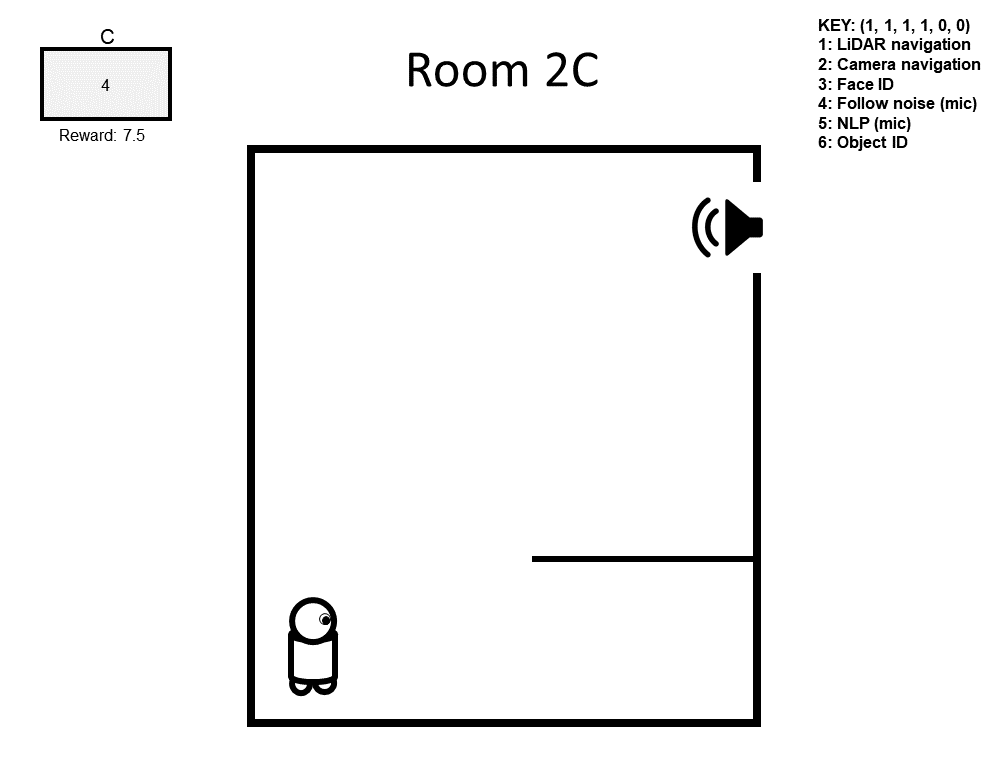 C
4
Reward: 7.5
Room 2C
KEY: (1, 1, 1, 1, 0, 0)
1: LiDAR navigation
2: Camera navigation
3: Face ID
4: Follow noise (mic)
5: NLP (mic)
6: Object ID